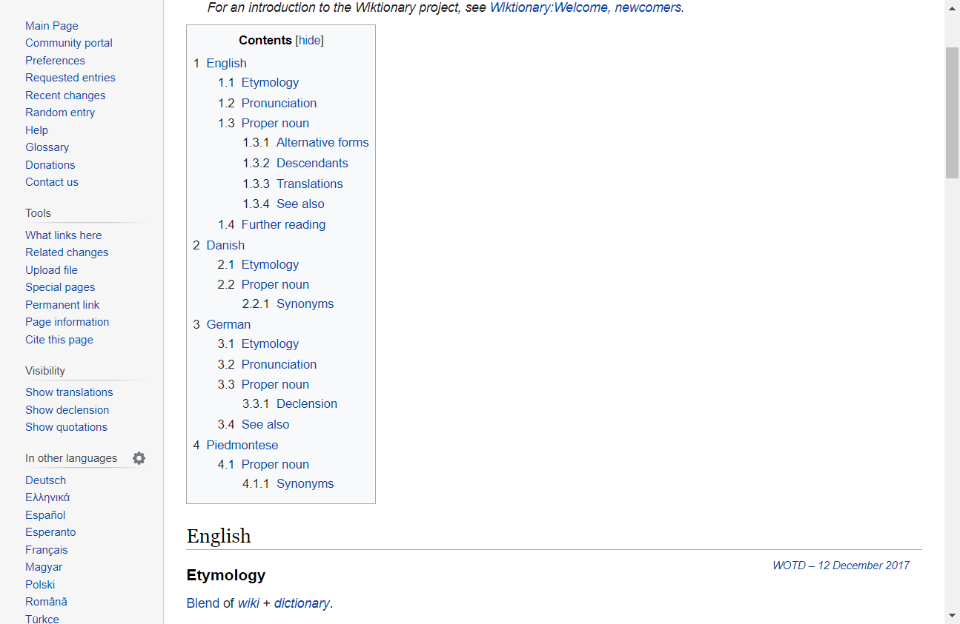 For an introduction to the Wiktionary project, see Wiktionary:Welcome, newcomers.
Main Page
Community portal
Preferences
Requested entries
Recent changes
Random entry
Help
Glossary
Donations
Contact us
Tools
What links here
Related changes
Upload file
Special pages
Permanent link
Page information
Cite this page
Visibility
Show translations
Show declension
Show quotations
In other languages
Deutsch
Ελληνικά
Español
Esperanto
Français
Magyar
Polski
Română
Türkçe
Contents [hide]
1 English
1.1 Etymology
1.2 Pronunciation
1.3 Proper noun
1.3.1 Alternative forms
1.3.2 Descendants
1.3.3 Translations
1.3.4 See also
1.4 Further reading
2 Danish
2.1 Etymology
2.2 Proper noun
2.2.1 Synonyms
3 German
3.1 Etymology
3.2 Pronunciation
3.3 Proper noun
3.3.1 Declension
3.4 See also
4 Piedmontese
4.1 Proper noun
4.1.1 Synonyms
English
WOTD – 12 December 2017
Etymology
Blend of wiki + dictionary.